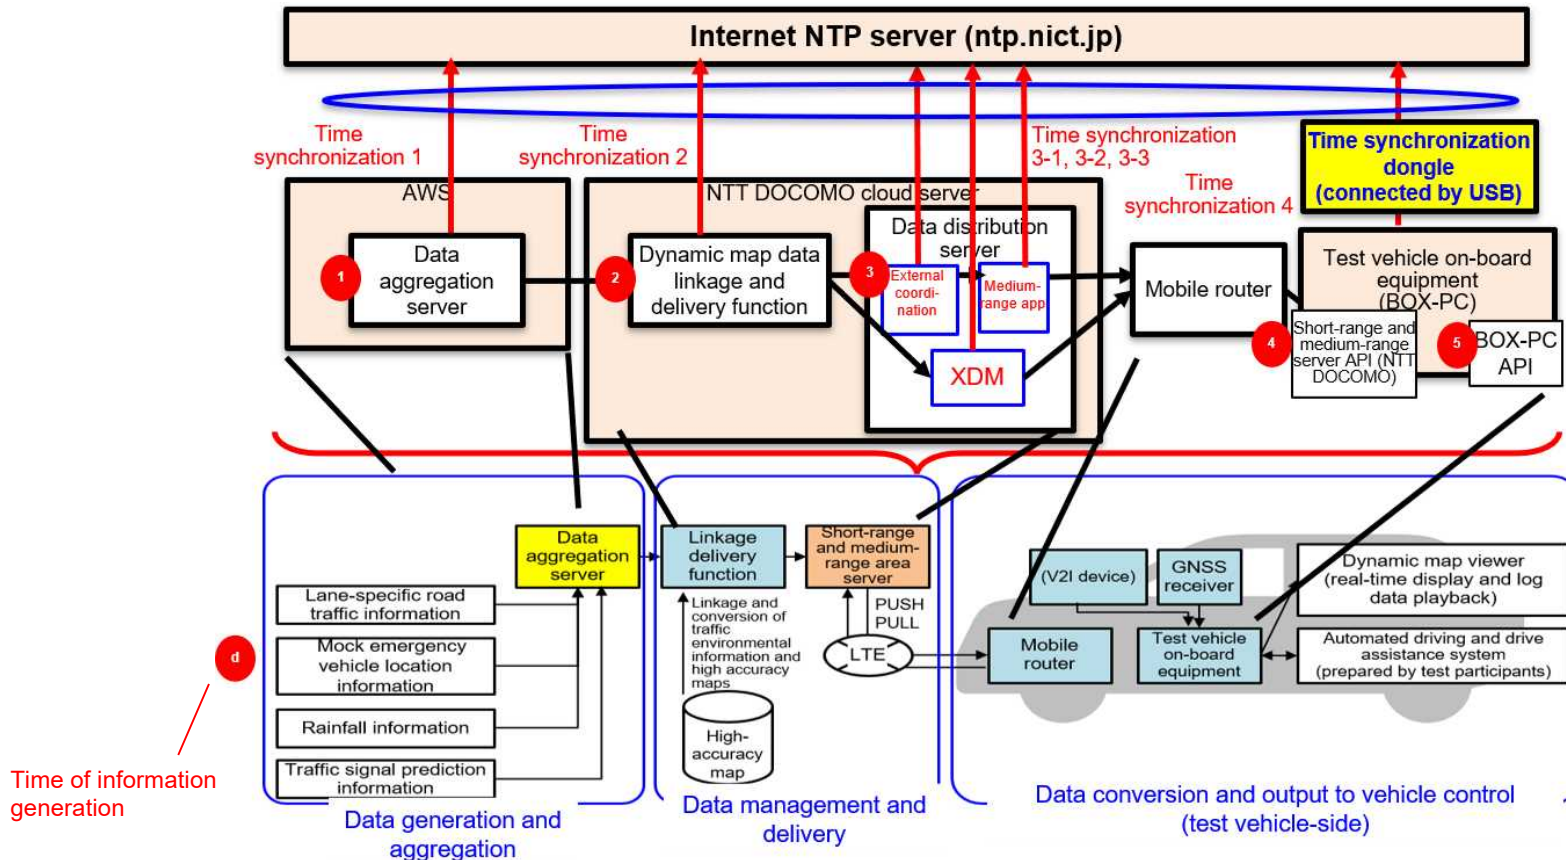 Internet NTP server (ntp.nict.jp)
Time
synchronization 1
Time
synchronization 2
Time synchronization
3-1, 3-2, 3-3
Time
synchronization 4
Time synchronization
dongle
(connected by USB)
AWS
NTT DOCOMO cloud server
Data distribution
server
1
Data
aggregation
server
2
Dynamic map data
linkage and
delivery function
3
External
coordi-
nation
Medium-
range app
XDM
Mobile router
Test vehicle on-board
equipment
(BOX-PC)
4
Short-range and
medium-range
server API (NTT
DOCOMO)
5
BOX-PC
API
Data
aggregation
server
Linkage
delivery
function
Short-range
and medium-
range area
server
Lane-specific road
traffic information
Mock emergency
vehicle location
information
Rainfall information
Traffic signal prediction
information
d
Time of information
generation
Linkage and
conversion of
traffic
environmental
information and
high accuracy
maps
High-
accuracy
map
PUSH
PULL
LTE
(V2I device)
GNSS
receiver
Mobile
router
Test vehicle
on-board
equipment
Dynamic map viewer
(real-time display and log
data playback)
Automated driving and drive
assistance system
(prepared by test participants)
Data generation and
aggregation
Data management and
delivery
Data conversion and output to vehicle control
(test vehicle-side)